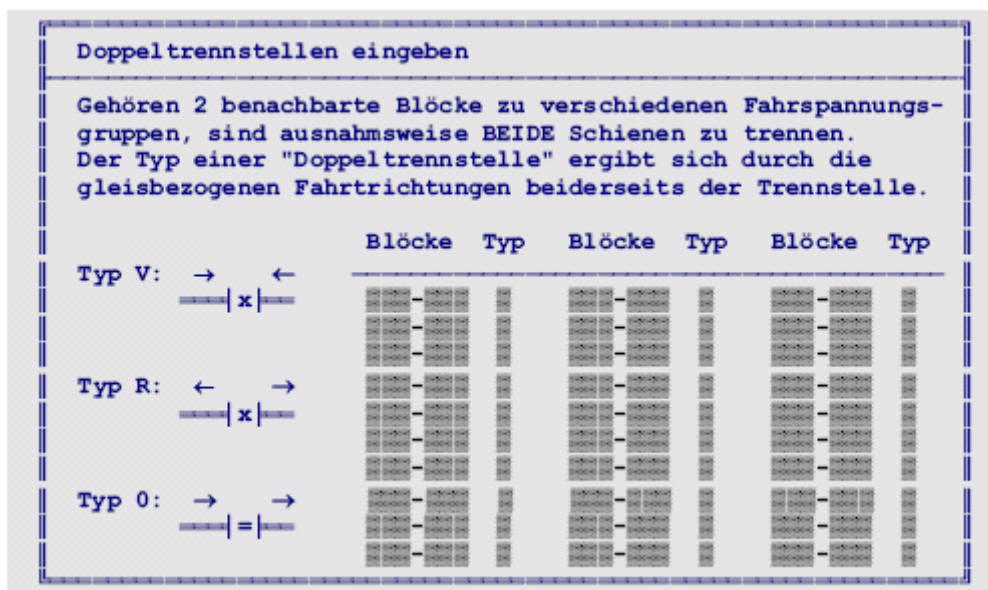 Doppeltrennstellen eingeben
Gehören 2 benachbarte Blöcke zu verschiedenen Fahrspannungs-
gruppen, sind ausnahmsweise BEIDE Schienen zu trennen.
Der Typ einer "Doppeltrennstelle" ergibt sich durch die
gleisbezogenen Fahrtrichtungen beiderseits der Trennstelle.
Blöcke Typ Blöcke Typ Blöcke Typ
Typ V: → ←
x
Typ R: ← →
x
Typ 0: → →
=